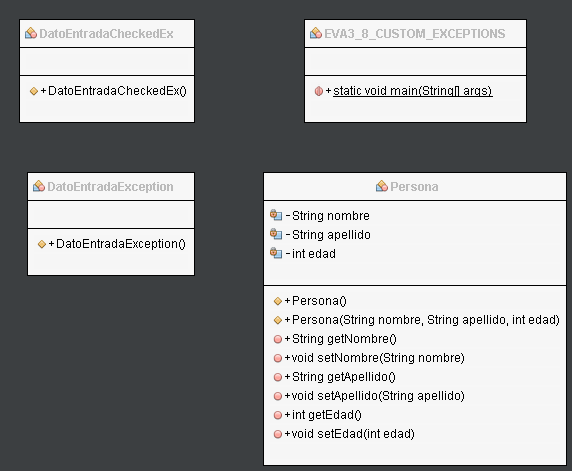 DatoEntradaCheckedEx
+DatoEntradaCheckedEx()
EVA3_8_CUSTOM_EXCEPTIONS
+static void main(String[] args)
DatoEntradaException
+DatoEntradaException()
Persona
-String nombre
-String apellido
-int edad
+Persona()
+Persona(String nombre, String apellido, int edad)
+String getNombre()
+void setNombre(String nombre)
+String getApellido()
+void setApellido(String apellido)
+int getEdad()
+void setEdad(int edad)